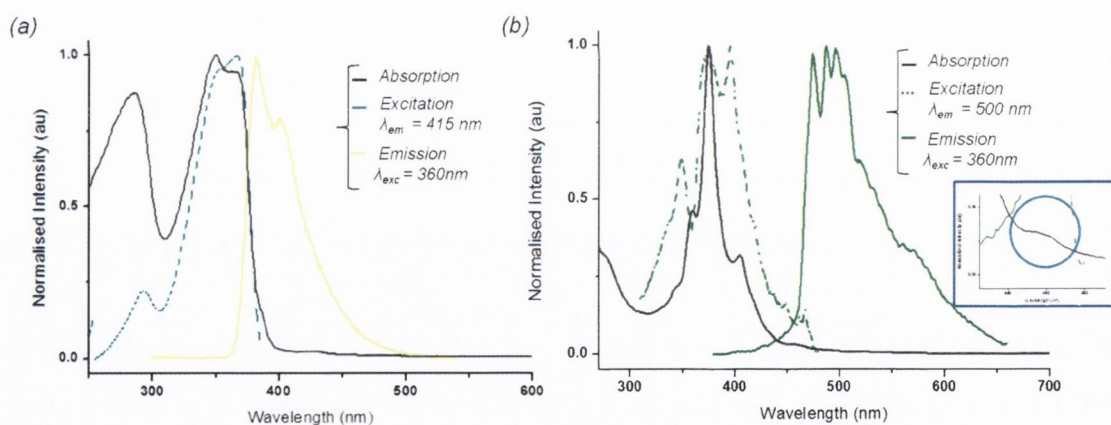 (a)
Normalised Intensity (au)
1.0
0.5
0.0
300
400
500
600
Wavelength (nm)
Absorption
Excitation
λem = 415 nm
Emission
λexc = 360nm
(b)
Normalised Intensity (au)
1.0
0.5
0.0
300
400
500
600
700
Wavelength (nm)
Absorption
Excitation
λem = 500 nm
Emission
λexc = 360nm